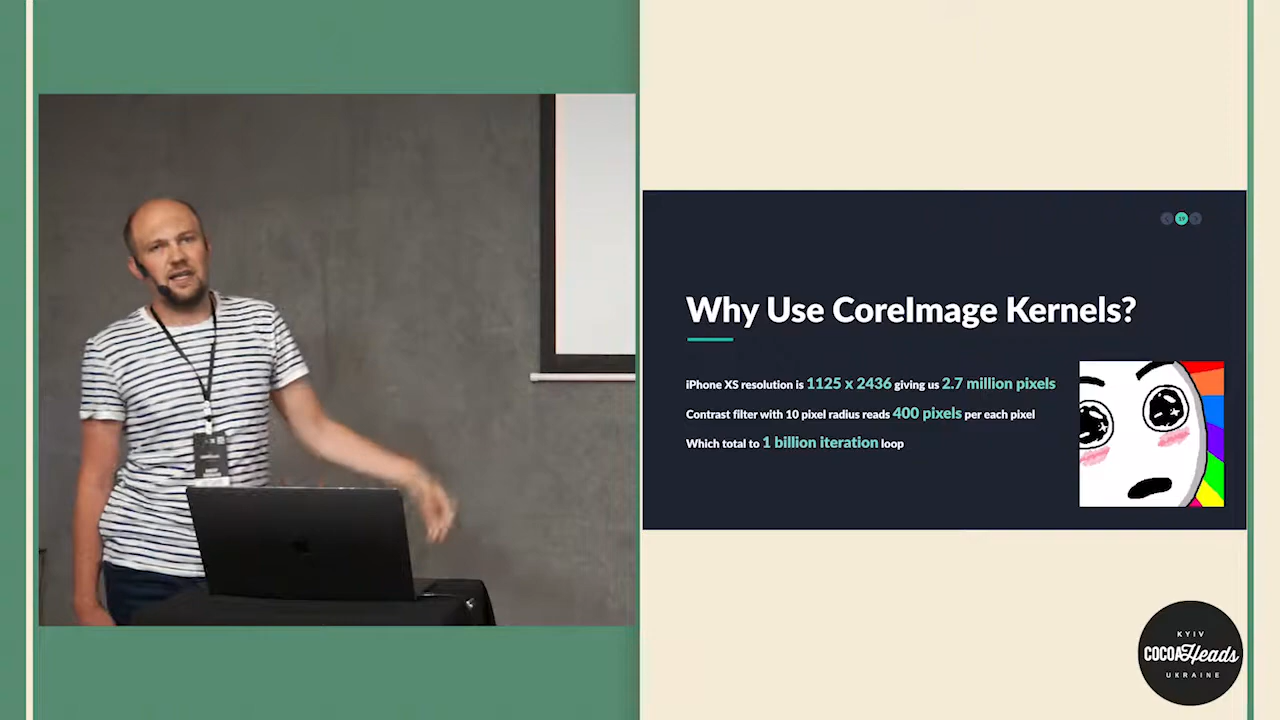 19
Why Use CoreImage Kernels?
iPhone XS resolution is 1125 x 2436 giving us 2.7 million pixels
Contrast filter with 10 pixel radius reads 400 pixels per each pixel
Which total to 1 billion iteration loop
KYIV
COCOAHeads
UKRAINE